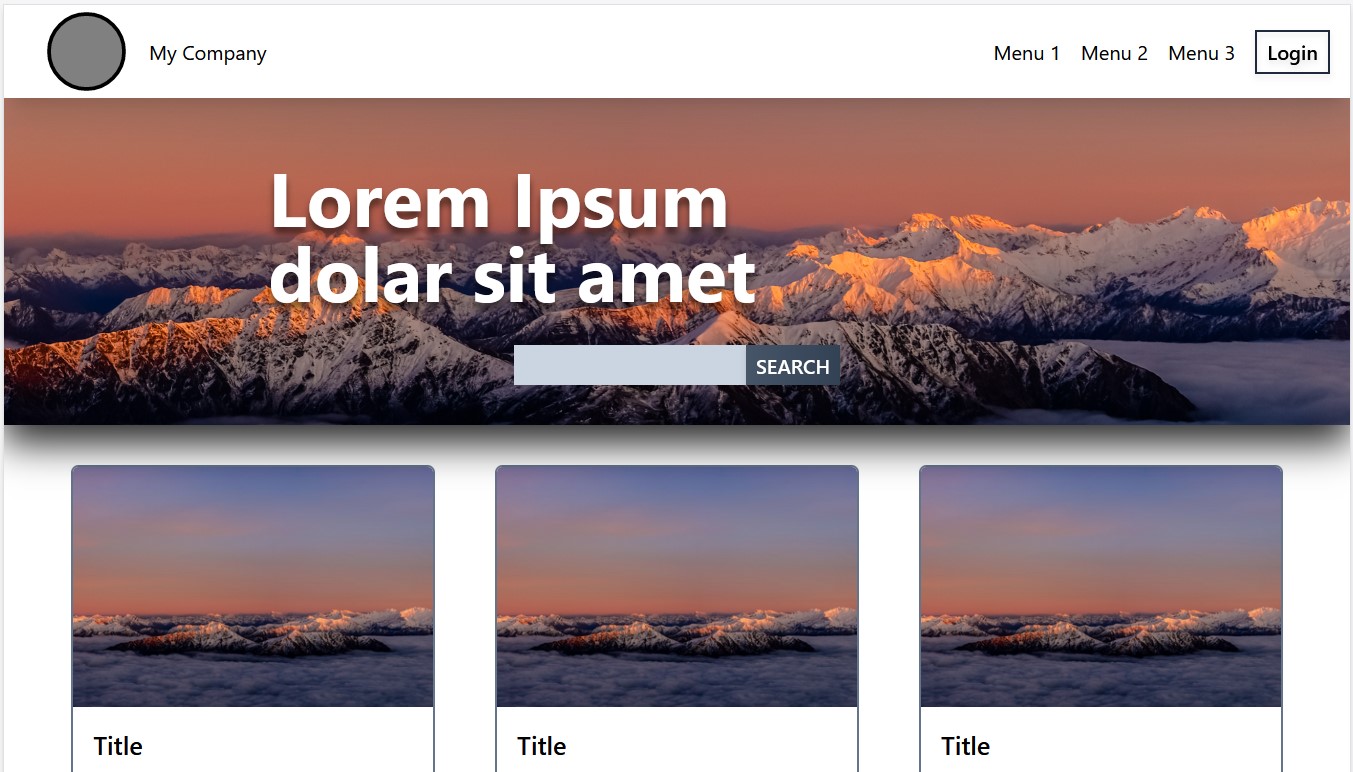 My Company
Menu 1 Menu 2 Menu 3 Login
Lorem Ipsum
dolar sit amet
SEARCH
Title Title Title